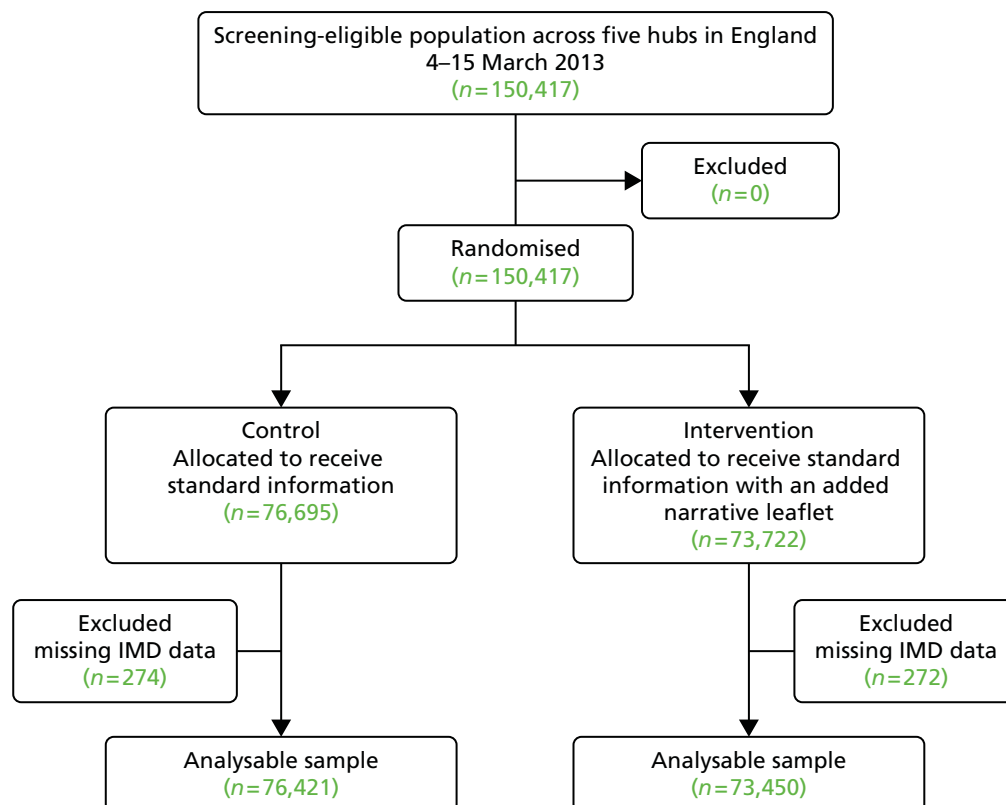 Screening-eligible population across five hubs in England
4–15 March 2013
(n=150,417)
Excluded
(n=0)
Randomised
(n=150,417)
Control
Allocated to receive
standard information
(n=76,695)
Intervention
Allocated to receive standard
information with an added
narrative leaflet
(n=73,722)
Excluded
missing IMD data
(n=274)
Excluded
missing IMD data
(n=272)
Analysable sample
(n=76,421)
Analysable sample
(n=73,450)